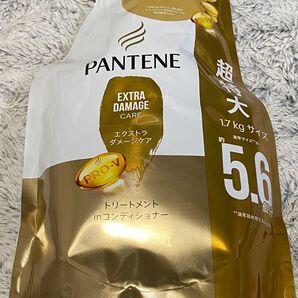 PANTENE
EXTRA
DAMAGE
CARE
エクストラ
ダメージケア
PRO-V
トリートメント
inコンディショナー
超特大
1.7kgサイズ
約
5.6